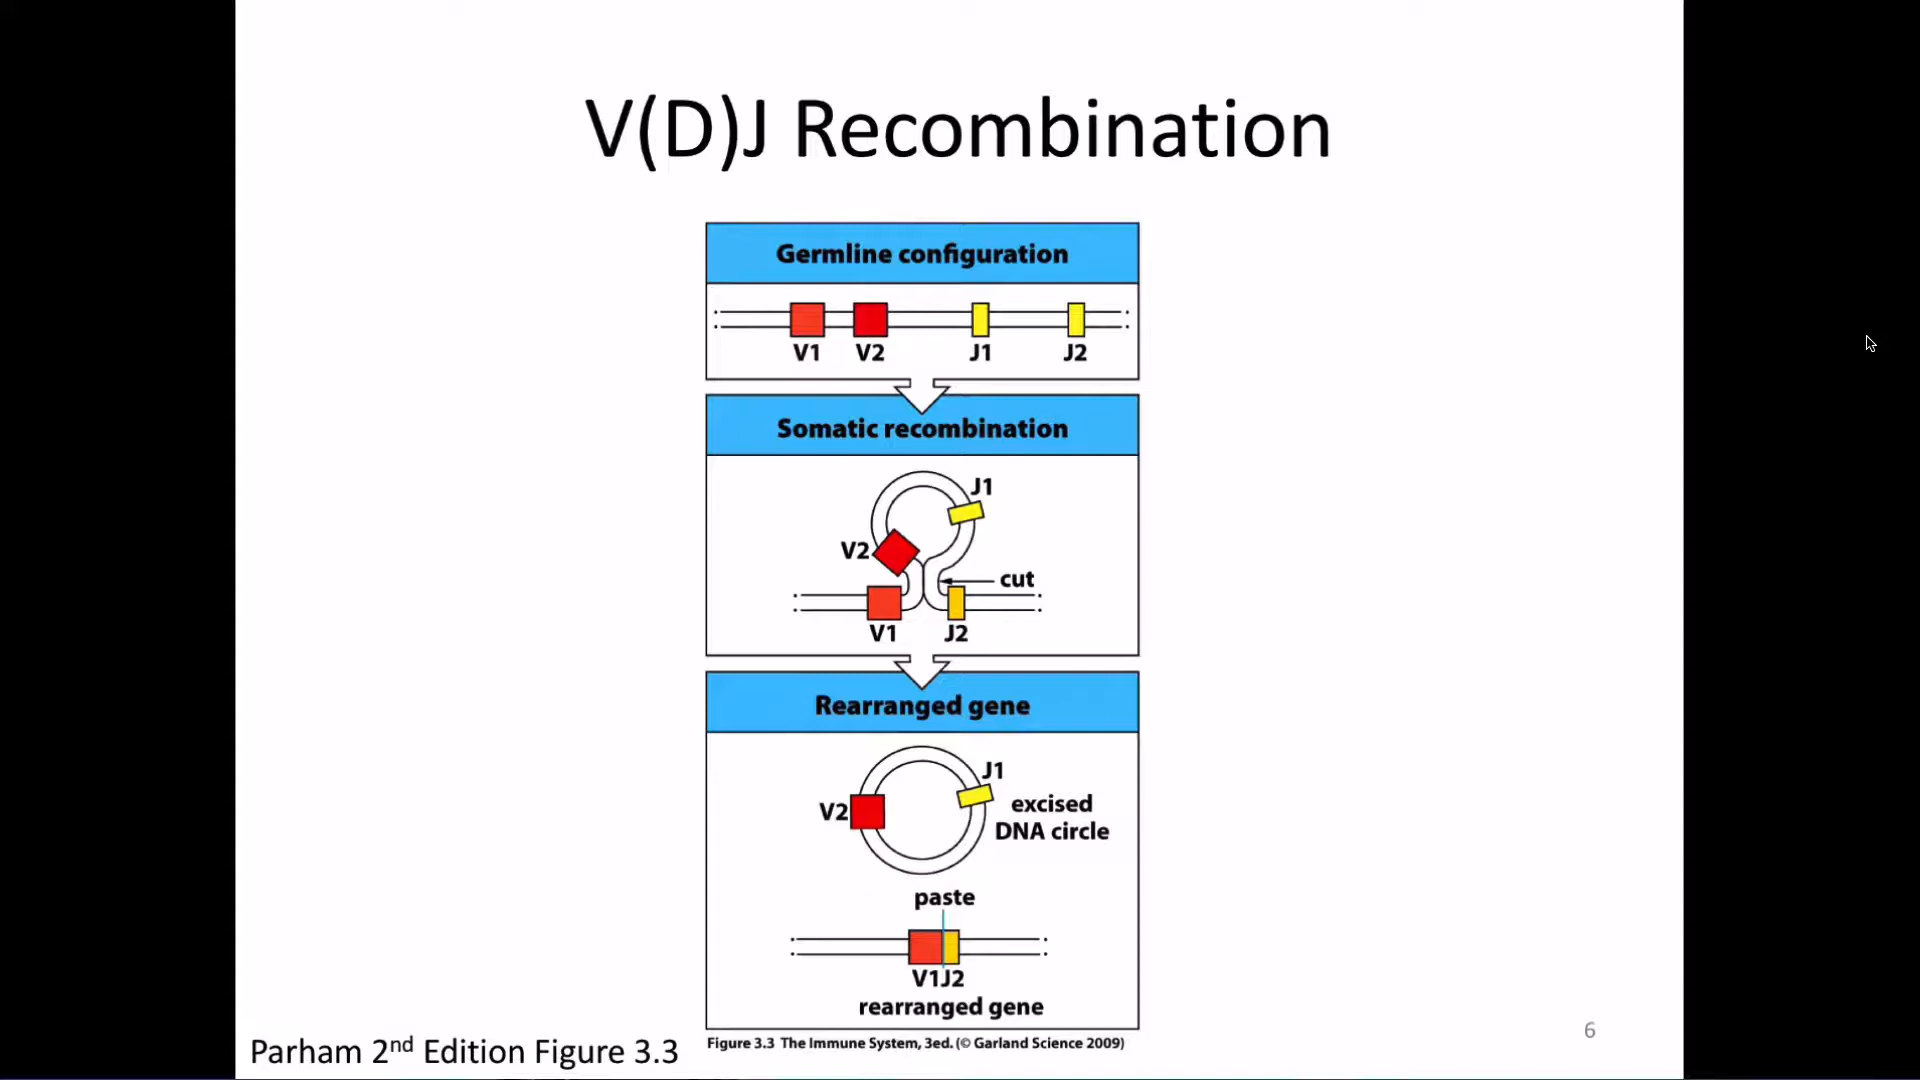 V(D)J Recombination
Germline configuration
V1 V2 J1 J2
Somatic recombination
J1
V2
cut
V1 J2
Rearranged gene
J1
V2
excised
DNA circle
paste
V1J2
rearranged gene
Figure 3.3 The Immune System, 3ed. (© Garland Science 2009)
Parham 2nd Edition Figure 3.3
6